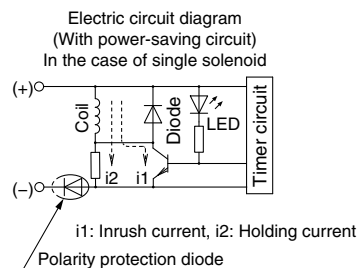 Electric circuit diagram
(With power-saving circuit)
In the case of single solenoid
(+)
Coil
Diode
LED
Timer circuit
i2
i1
(–)
i1: Inrush current, i2: Holding current
Polarity protection diode